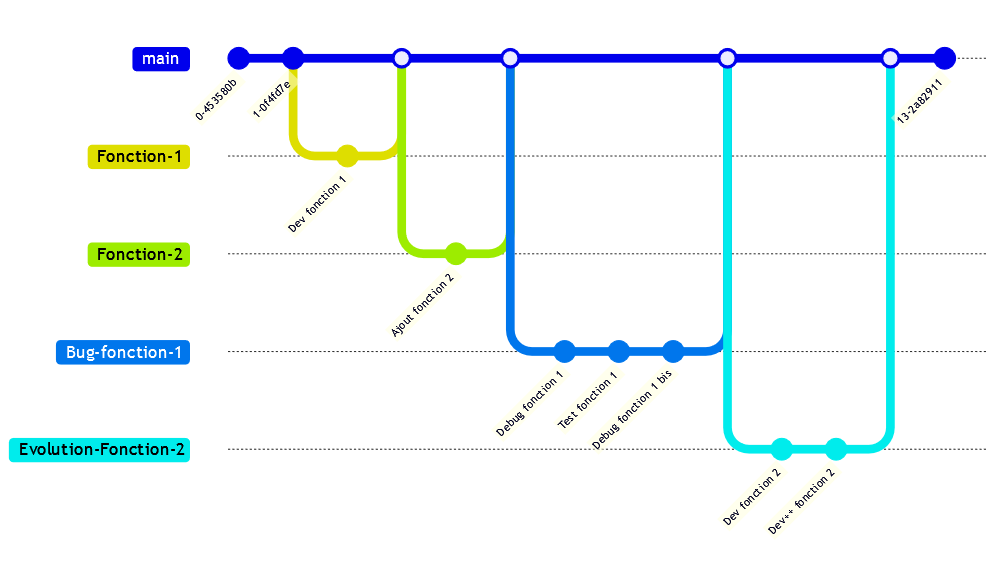 main
0-453580b
1-0f4fd7e
13-2a82911
Fonction-1
Dev fonction 1
Fonction-2
Ajout fonction 2
Bug-fonction-1
Debug fonction 1
Test fonction 1
Debug fonction 1 bis
Evolution-Fonction-2
Dev fonction 2
Dev++ fonction 2